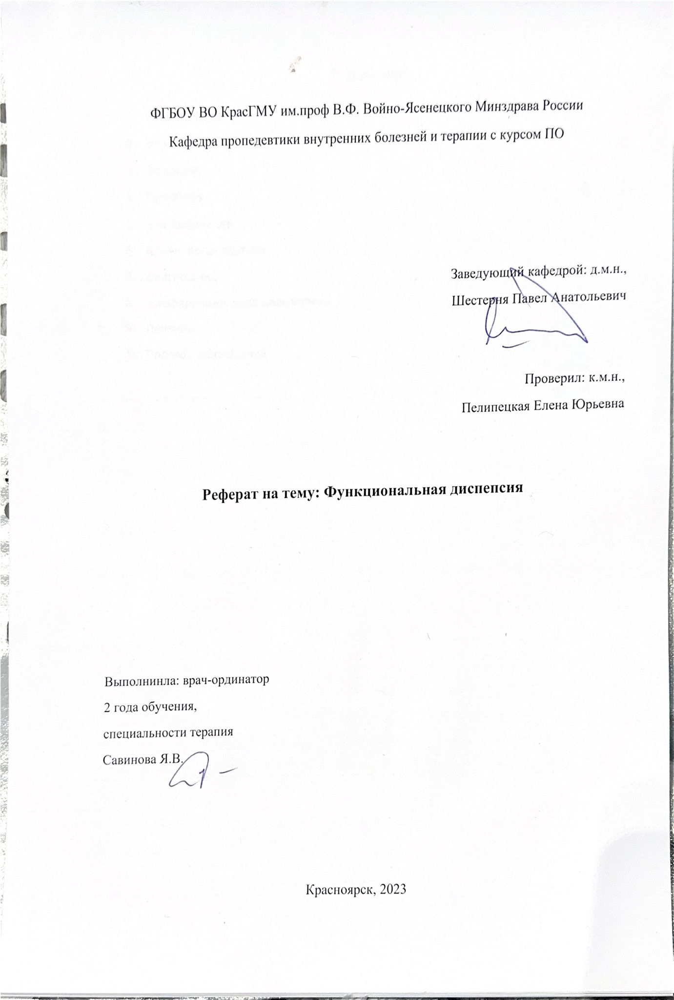 ФГБОУ ВО КрасГМУ им.проф В.Ф. Войно-Ясенецкого Минздрава России
Кафедра пропедевтики внутренних болезней и терапии с курсом ПО
Заведующий кафедрой: д.м.н.,
Шестерня Павел Анатольевич
Проверил: к.м.н.,
Пелипецкая Елена Юрьевна
Реферат на тему: Функциональная диспепсия
Выполнинла: врач-ординатор
2 года обучения,
специальности терапия
Савинова Я.В.
Красноярск, 2023